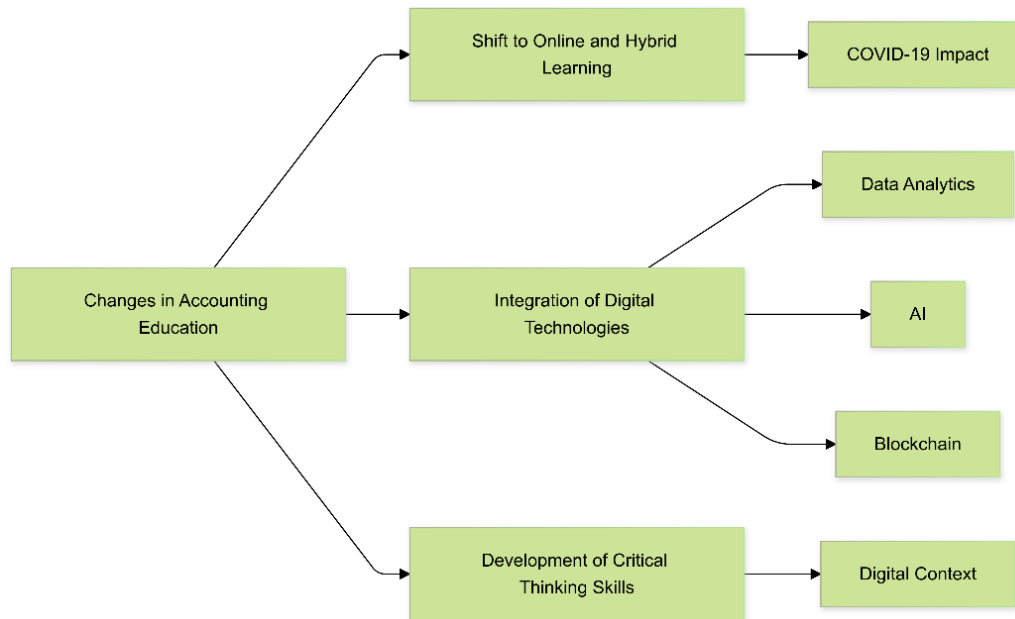 Shift to Online and Hybrid
Learning
COVID-19 Impact
Data Analytics
Changes in Accounting
Education
Integration of Digital
Technologies
AI
Blockchain
Development of Critical
Thinking Skills
Digital Context